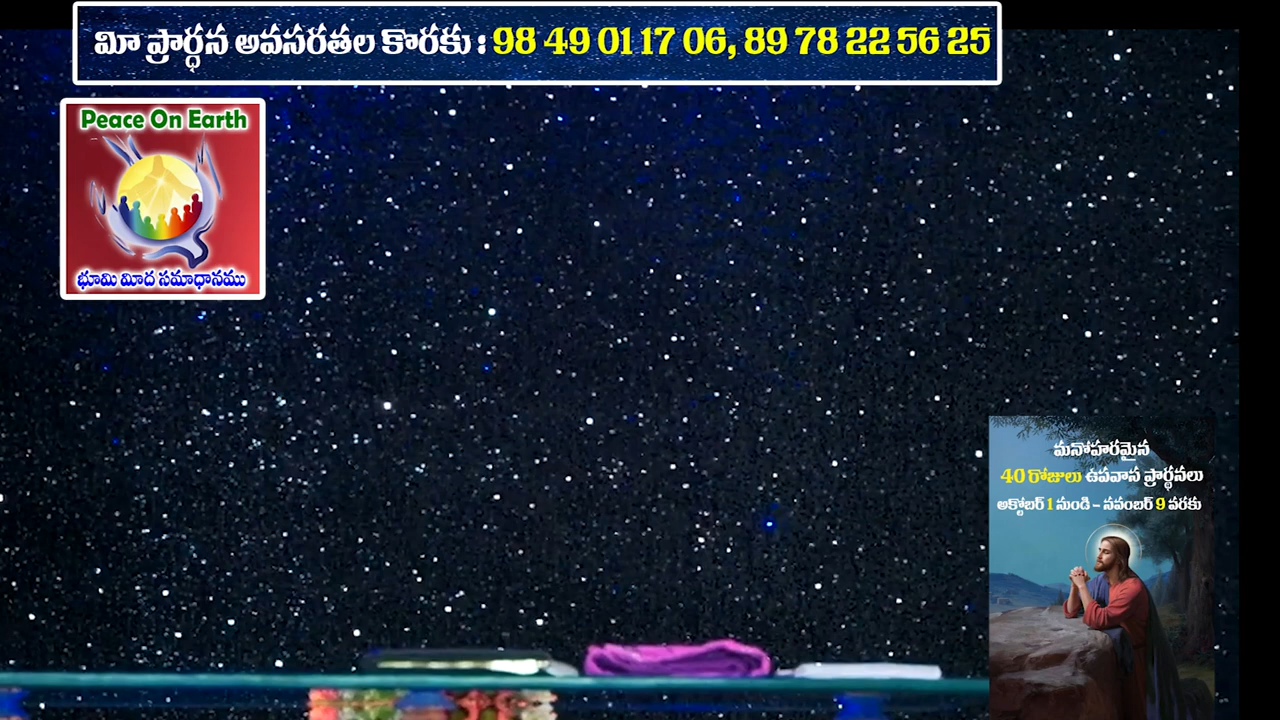 మీ ప్రార్ధన అవసరతల కొరకు : 98 49 01 17 06, 89 78 22 56 25
Peace On Earth
భూమి మీద సమాధానము
మనోహరమైన
40 రోజులు ఉపవాస ప్రార్థనలు
అక్టోబర్ 1 నుండి – నవంబర్ 9 వరకు